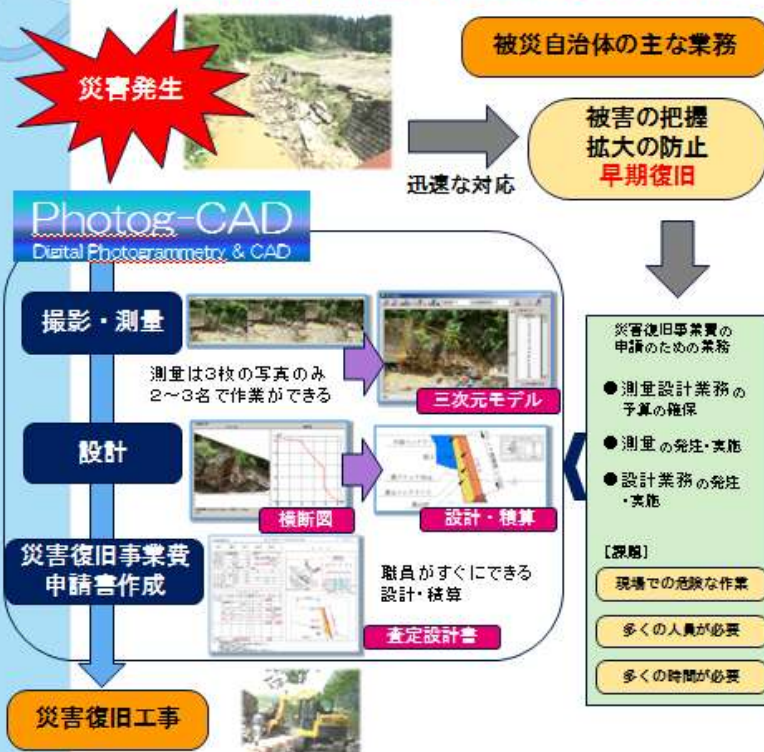 災害発生
被災自治体の主な業務
被害の把握
拡大の防止
早期復旧
迅速な対応
Photog-CAD
Digital Photogrammetry & CAD
撮影・測量
測量は3枚の写真のみ
2〜3名で作業ができる
三次元モデル
設計
横断図
設計・積算
災害復旧事業費
申請書作成
職員がすぐにできる
設計・積算
査定設計書
災害復旧工事
災害復旧事業費の
申請のための業務
●測量設計業務の
予算の確保
●測量の発注・実施
●設計業務の発注
・実施
【課題】
現場での危険な作業
多くの人員が必要
多くの時間が必要